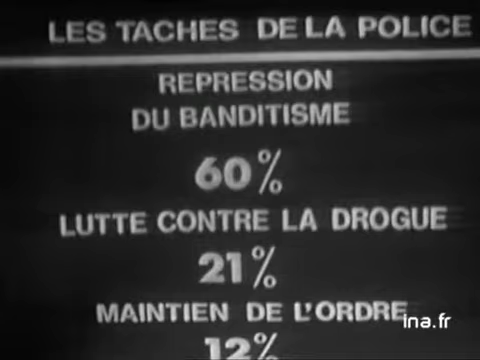 LES TACHES DE LA POLICE
REPRESSION
DU BANDITISME
60%
LUTTE CONTRE LA DROGUE
21%
MAINTIEN DE L'ORDRE
ina.fr
12%